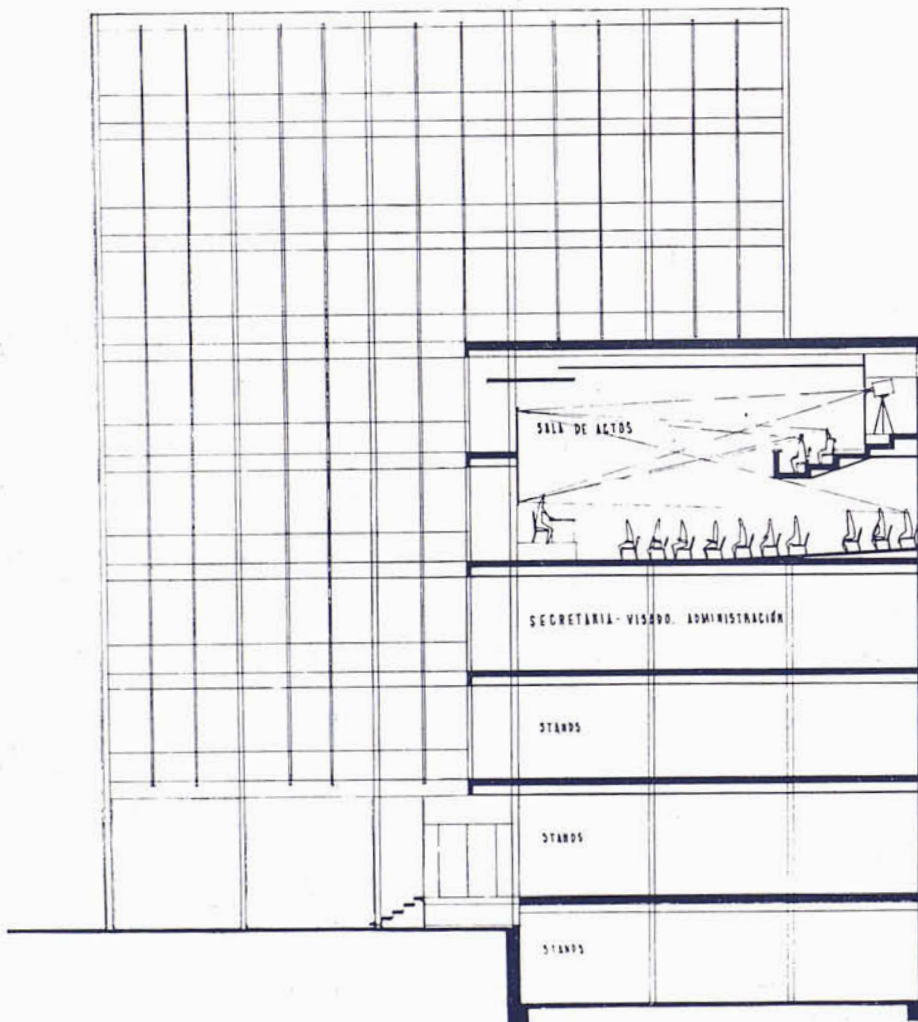 SALA DE ACTOS
SECRETARIA - VISADO. ADMINISTRACIÓN
STANDS
STANDS
STANDS